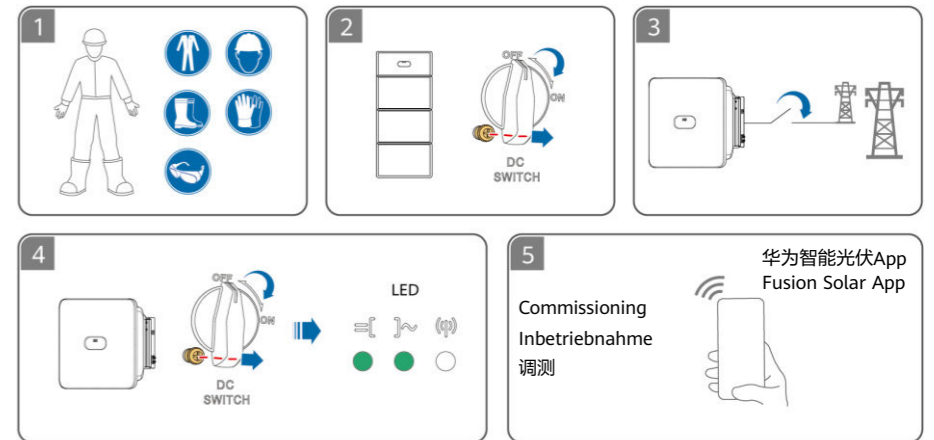 1
2
OFF
ON
DC
SWITCH
3
4
OFF
ON
DC
SWITCH
LED
5
华为智能光伏App
Fusion Solar App
Commissioning
Inbetriebnahme
调测